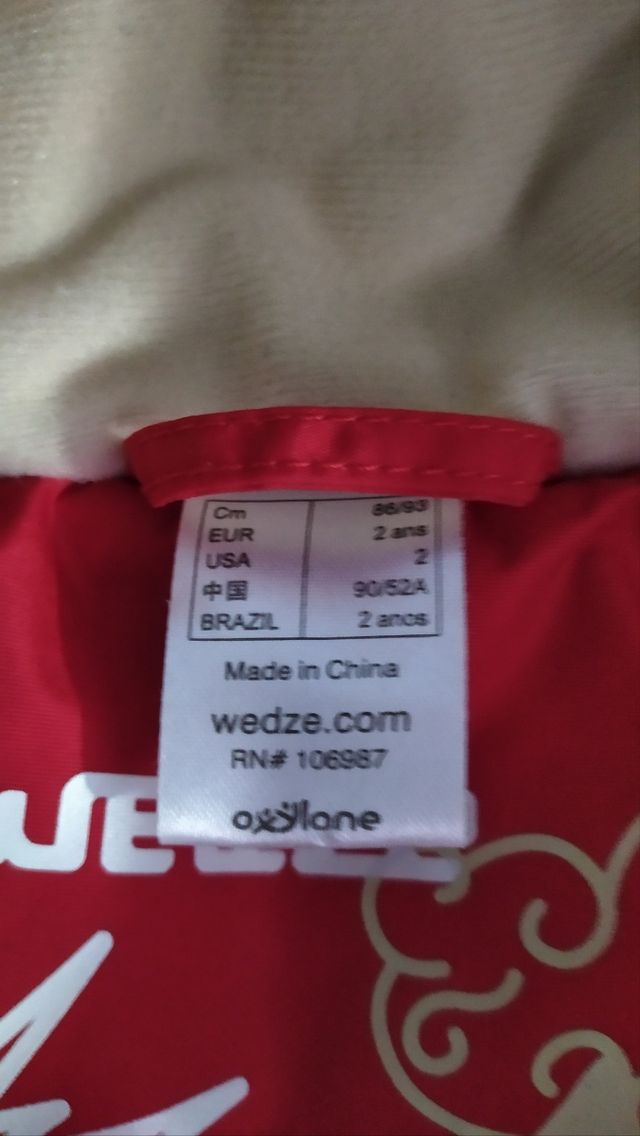 Cm 86/93
EUR 2 ans
USA 2
中国 90/52A
BRAZIL 2 anos
Made in China
wedze.com
RN# 106987
oxylane